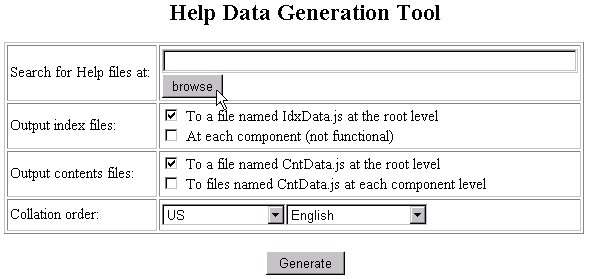 Help Data Generation Tool
Search for Help files at:
browse
Output index files:
To a file named IdxData.js at the root level
At each component (not functional)
Output contents files:
To a file named CntData.js at the root level
To files named CntData.js at each component level
Collation order:
US English
Generate